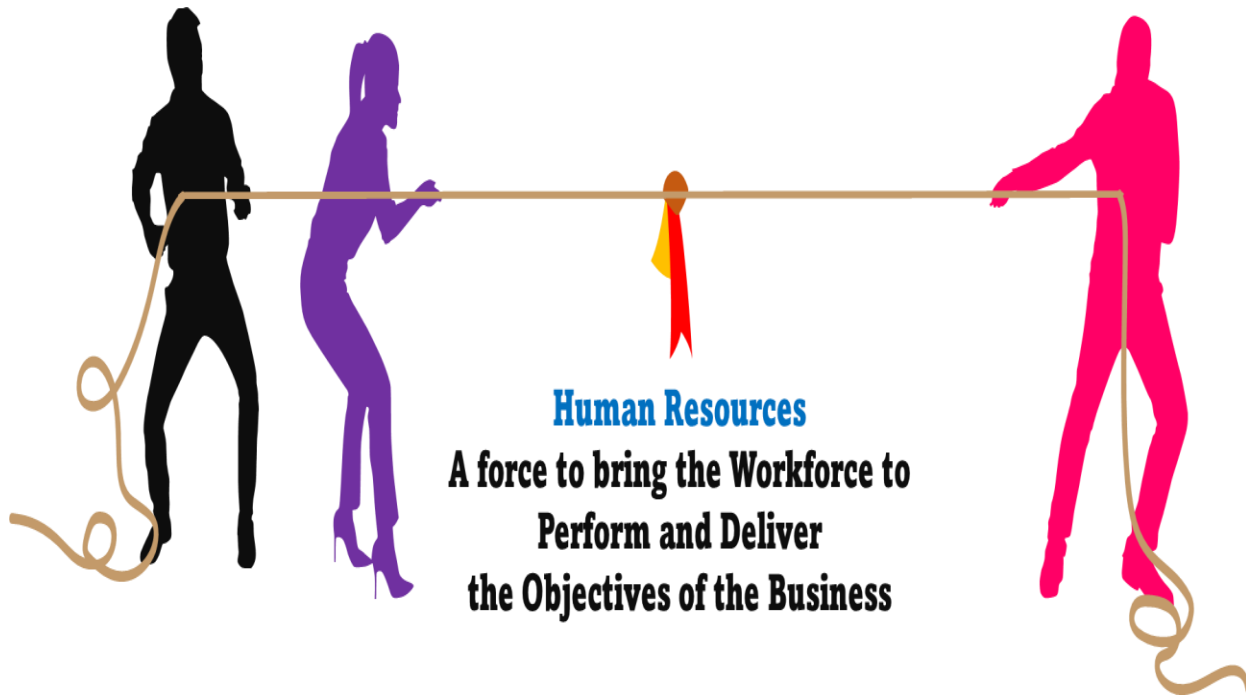 Human Resources
A force to bring the Workforce to
Perform and Deliver
the Objectives of the Business